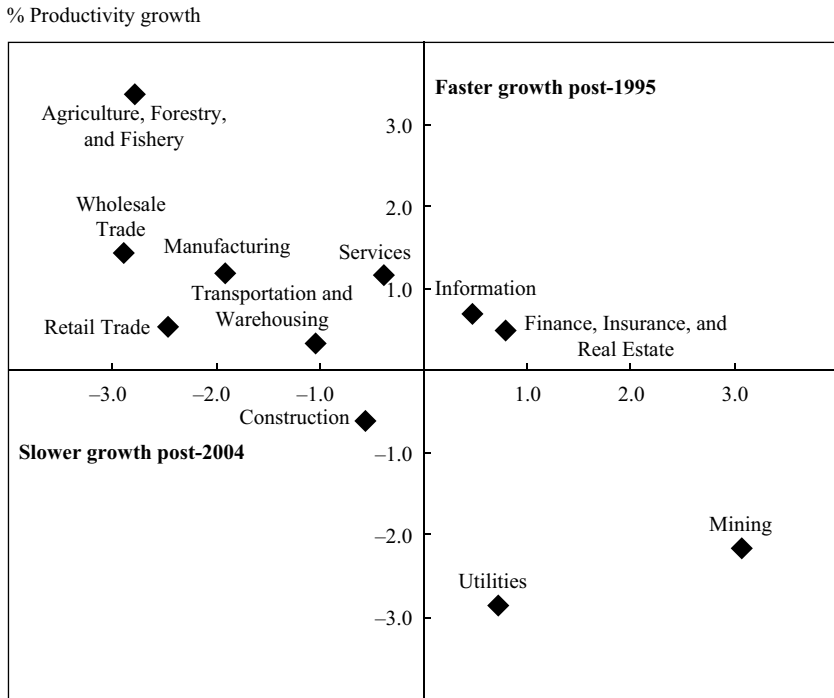 % Productivity growth
Faster growth post-1995
Agriculture, Forestry,
and Fishery
3.0
Wholesale
Trade
2.0
Manufacturing
Services
Transportation and
Warehousing
1.0
Information
Retail Trade
Finance, Insurance, and
Real Estate
–3.0
–2.0
–1.0
1.0
2.0
3.0
Construction
Slower growth post-2004
–1.0
–2.0
Mining
Utilities
–3.0